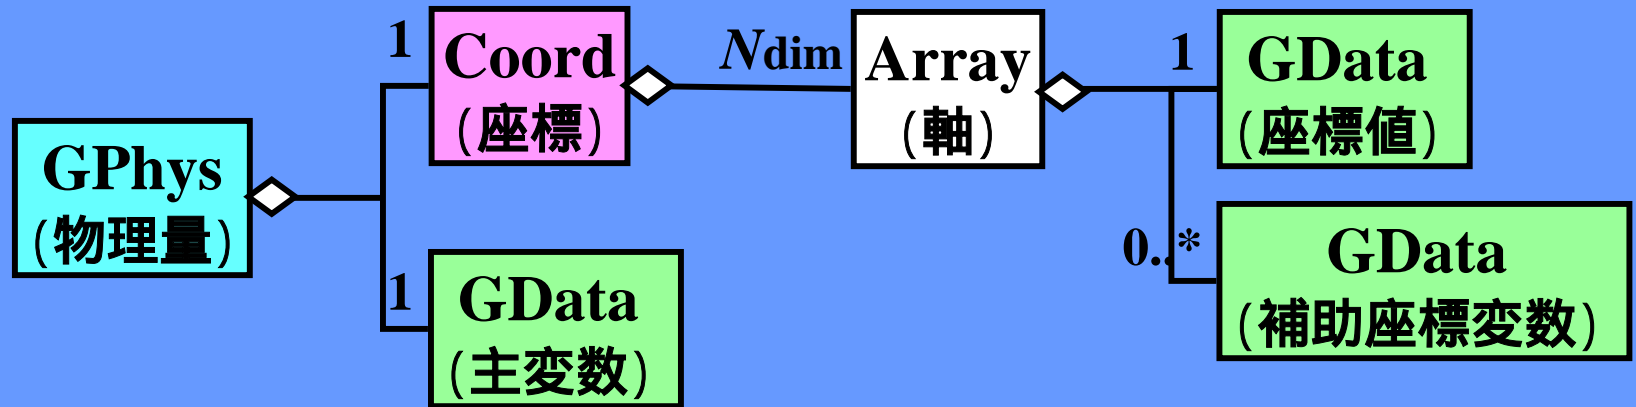 GPhys
(物理量)
1
Coord
(座標)
1
GData
(主変数)
Ndim
Array
(軸)
1
GData
(座標値)
0..*
GData
(補助座標変数)